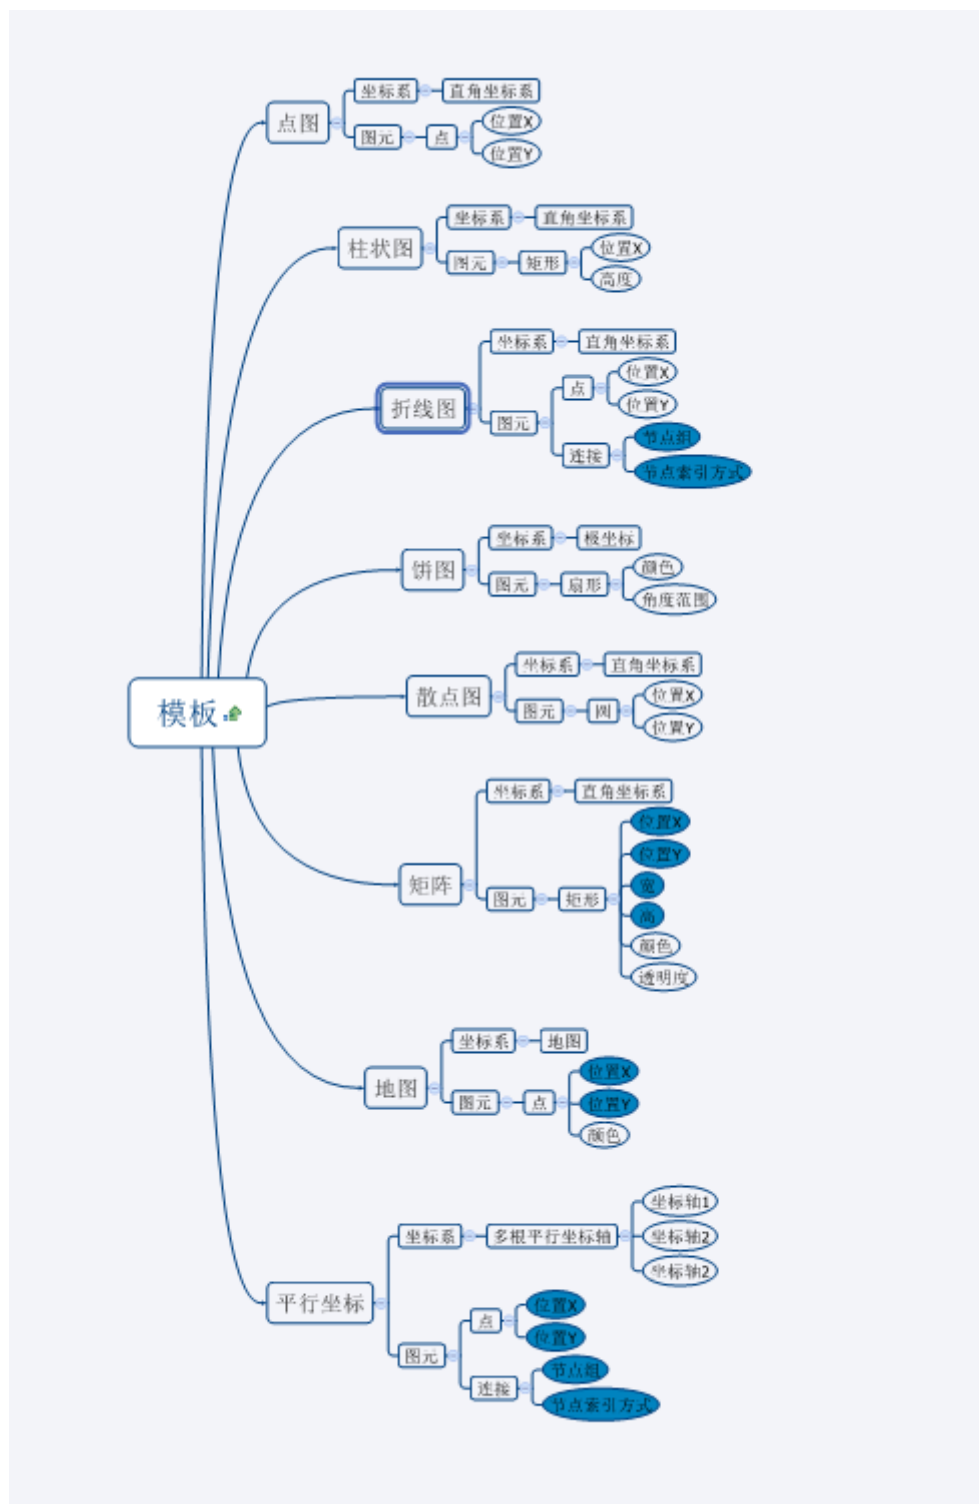 模板
点图
坐标系
直角坐标系
图元
点
位置X
位置Y
柱状图
坐标系
直角坐标系
图元
矩形
位置X
高度
折线图
坐标系
直角坐标系
图元
点
位置X
位置Y
连接
节点组
节点索引方式
饼图
坐标系
极坐标
图元
扇形
颜色
角度范围
散点图
坐标系
直角坐标系
图元
圆
位置X
位置Y
矩阵
坐标系
直角坐标系
图元
矩形
位置X
位置Y
宽
高
颜色
透明度
地图
坐标系
地图
图元
点
位置X
位置Y
颜色
平行坐标
坐标系
多根平行坐标轴
坐标轴1
坐标轴2
坐标轴2
图元
点
位置X
位置Y
连接
节点组
节点索引方式